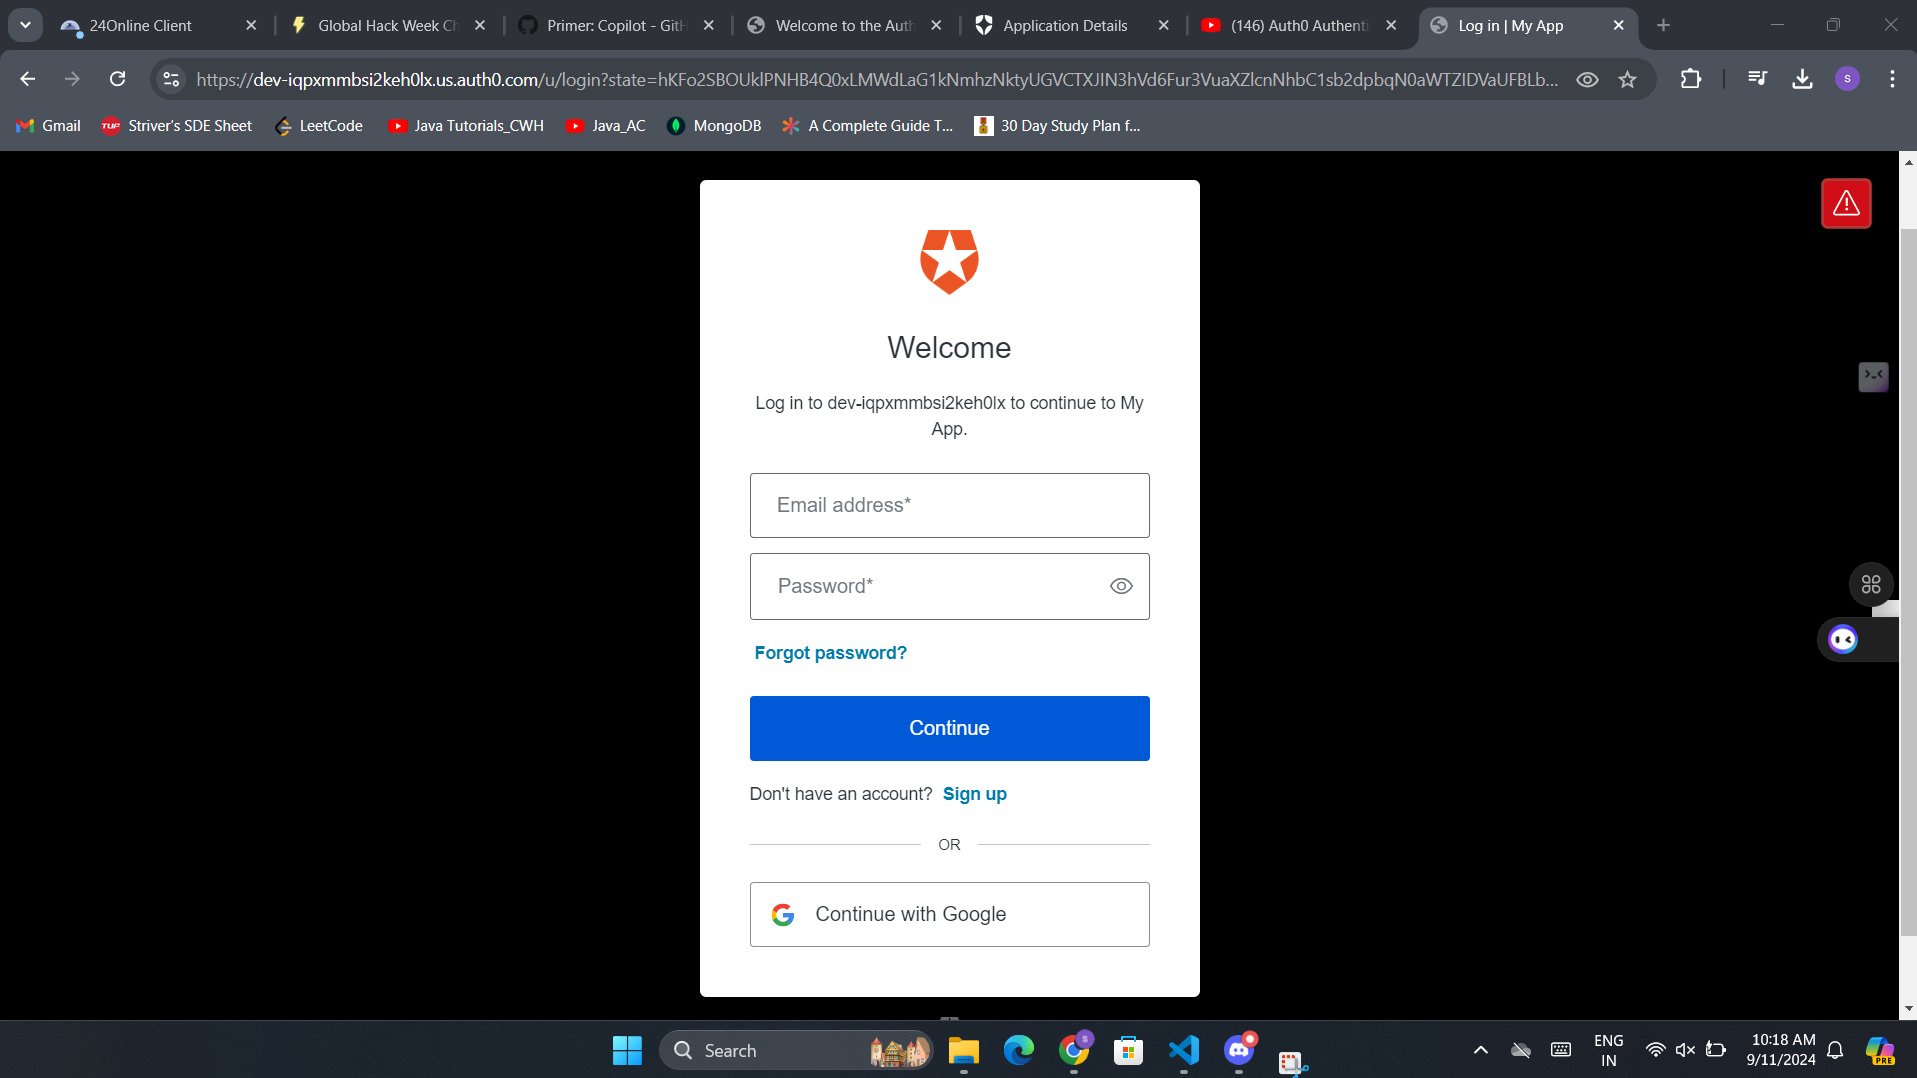 24Online Client
Global Hack Week Ch
Primer: Copilot - GitH
Welcome to the Auth
Application Details
(146) Auth0 Authenti
Log in | My App
https://dev-iqpxmmbsi2keh0lx.us.auth0.com/u/login?state=hKFo2SBOUklPNHB4Q0xLMWdLaG1kNmhzNktyUGVCTXJIN3hVd6Fur3VuaXZlcnNhbC1sb2dpbqN0aWTZIDVaUFBLb...
Gmail
TUF
Striver's SDE Sheet
LeetCode
Java Tutorials_CWH
Java_AC
MongoDB
A Complete Guide T...
30 Day Study Plan f...
S
Welcome
Log in to dev-iqpxmmbsi2keh0lx to continue to My
App.
Email address*
Password*
Forgot password?
Continue
Don't have an account? Sign up
OR
Continue with Google
Search
S
ENG
IN
10:18 AM
9/11/2024
PRE